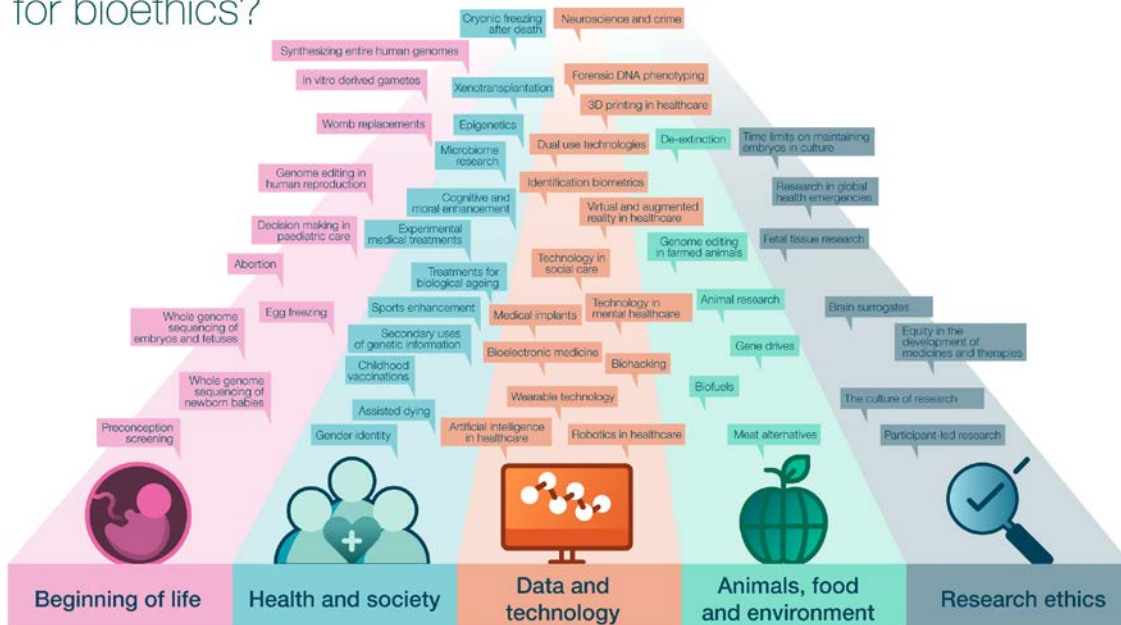 for bioethics?
Cryonic freezing
after death
Neuroscience and crime
Synthesizing entire human genomes
In vitro derived gametes
Xenotransplantation
Forensic DNA phenotyping
3D printing in healthcare
Womb replacements
Epigenetics
Microbiome
research
Dual use technologies
De-extinction
Time limits on maintaining
embryos in culture
Genome editing in
human reproduction
Cognitive and
moral enhancement
Identification biometrics
Virtual and augmented
reality in healthcare
Research in global
health emergencies
Decision making in
paediatric care
Experimental
medical treatments
Genome editing
in farmed animals
Fetal tissue research
Abortion
Treatments for
biological ageing
Technology in
social care
Egg freezing
Sports enhancement
Medical implants
Technology in
mental healthcare
Animal research
Brain surrogates
Whole genome
sequencing of
embryos and fetuses
Secondary uses
of genetic information
Bioelectronic medicine
Gene drives
Equity in the
development of
medicines and therapies
Childhood
vaccinations
Biohacking
Whole genome
sequencing of
newborn babies
Wearable technology
Biofuels
The culture of research
Assisted dying
Preconception
screening
Gender identity
Artificial intelligence
in healthcare
Robotics in healthcare
Meat alternatives
Participant-led research
Beginning of life
Health and society
Data and
technology
Animals, food
and environment
Research ethics